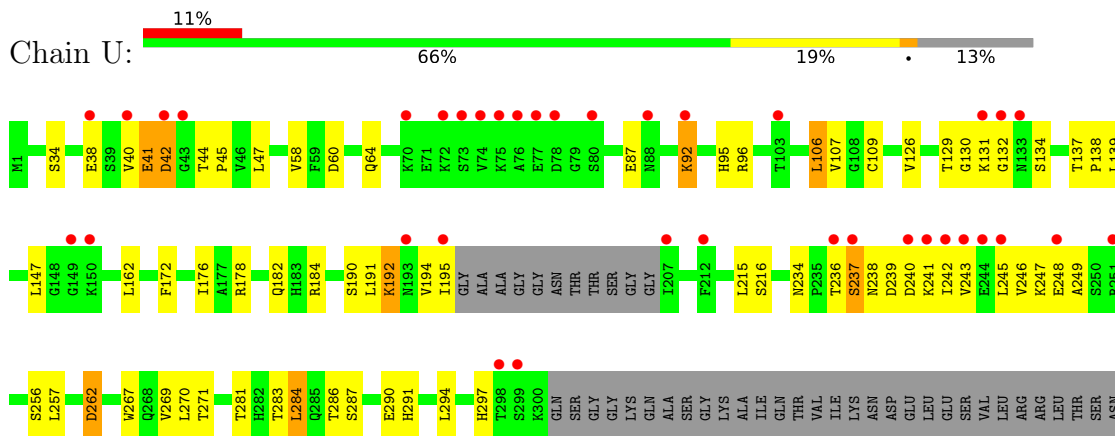 11%
Chain U:
66% 19% • 13%
M1 S34 E38 S39 V40 E41 D42 G43 T44 P45 V46 L47 V58 F59 D60 Q64 K70 E71 K72 S73 V74 K75 A76 E77 D78 G79 S80 E87 N88 K92 H95 R96 T103 L106 V107 G108 C109 V126 T129 G130 K131 G132 N133 S134 T137 P138 L139
L147 G148 G149 K150 L162 F172 I176 A177 R178 Q182 H183 R184 S190 L191 K192 N193 V194 I195 GLY ALA ALA GLY GLY ASN THR THR SER GLY GLY I207 F212 L215 S216 N234 P235 T236 S237 N238 D239 D240 K241 I242 V243 E244 L245 V246 K247 E248 A249 S250
S256 L257 D262 W267 Q268 V269 L270 T271 T281 H282 T283 L284 Q285 T286 S287 E290 H291 L294 H297 T298 S299 K300 GLN SER GLY GLY LYS GLN ALA SER GLY LYS ALA ILE GLN THR VAL ILE LYS ASN ASP GLU LEU GLU SER VAL LEU ARG ARG LEU THR SER ASN